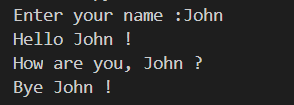 Enter your name :John
Hello John !
How are you, John ?
Bye John !